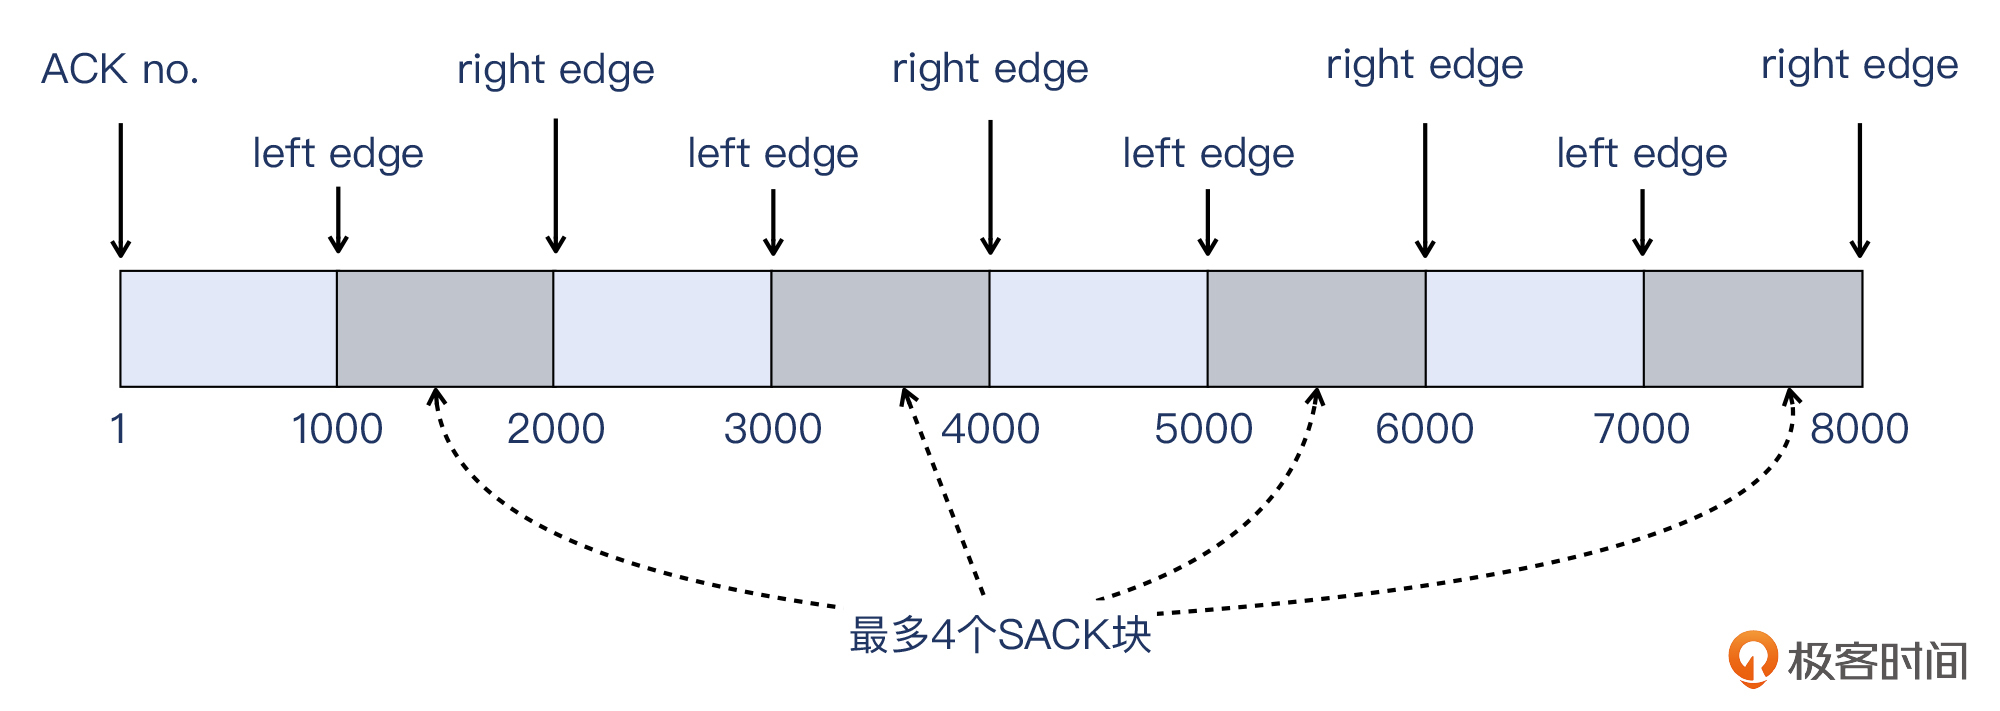 ACK no.
right edge
right edge
right edge
right edge
left edge
left edge
left edge
left edge
1
1000
2000
3000
4000
5000
6000
7000
8000
最多4个SACK块
极客时间